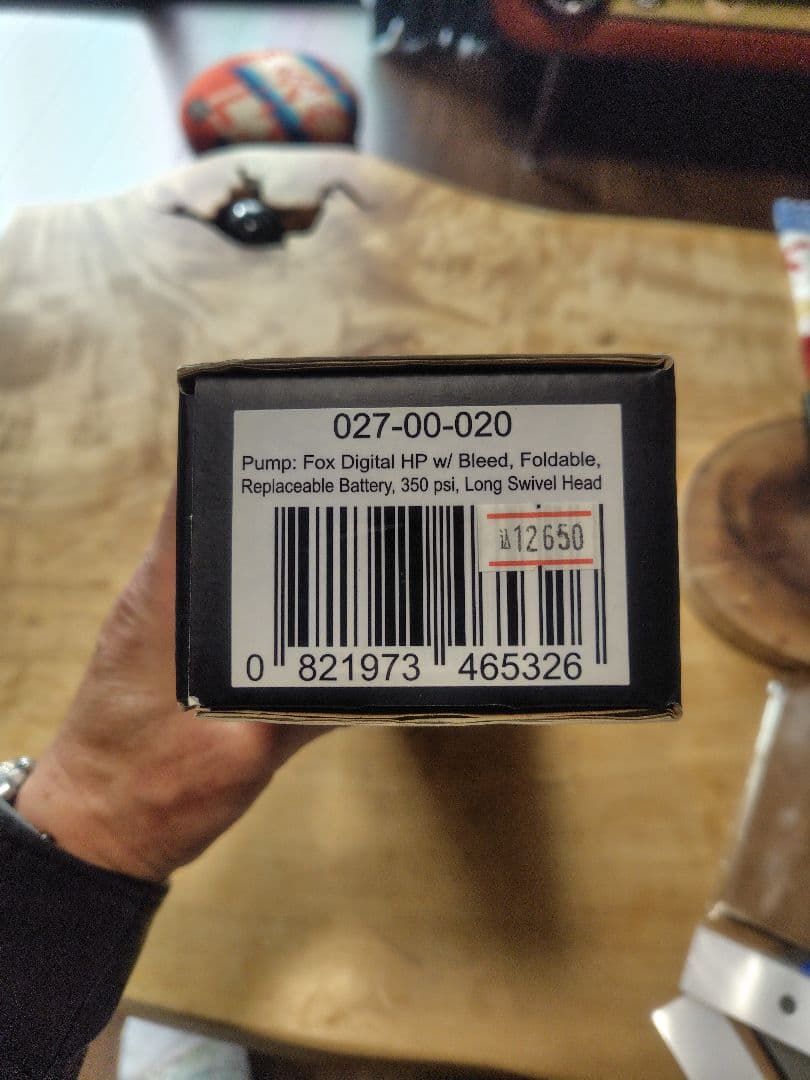 027-00-020
Pump: Fox Digital HP w/ Bleed, Foldable,
Replaceable Battery, 350 psi, Long Swivel Head
12650
0 821973 465326